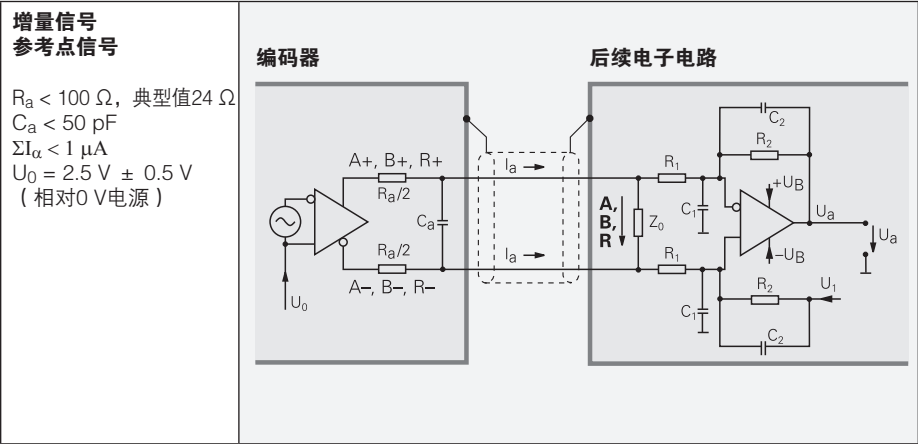 增量信号
参考点信号
Rₐ < 100 Ω，典型值24 Ω
Cₐ < 50 pF
ΣIα < 1 μA
U₀ = 2.5 V ± 0.5 V
（相对0 V电源）
编码器
后续电子电路
A+, B+, R+
Rₐ/2
Cₐ
Rₐ/2
A–, B–, R–
U₀
Iₐ
Iₐ
A,
B,
R
Z₀
R₁
C₁
R₁
C₁
C₂
R₂
+U_B
–U_B
Uₐ
Uₐ
R₂
U₁
C₂